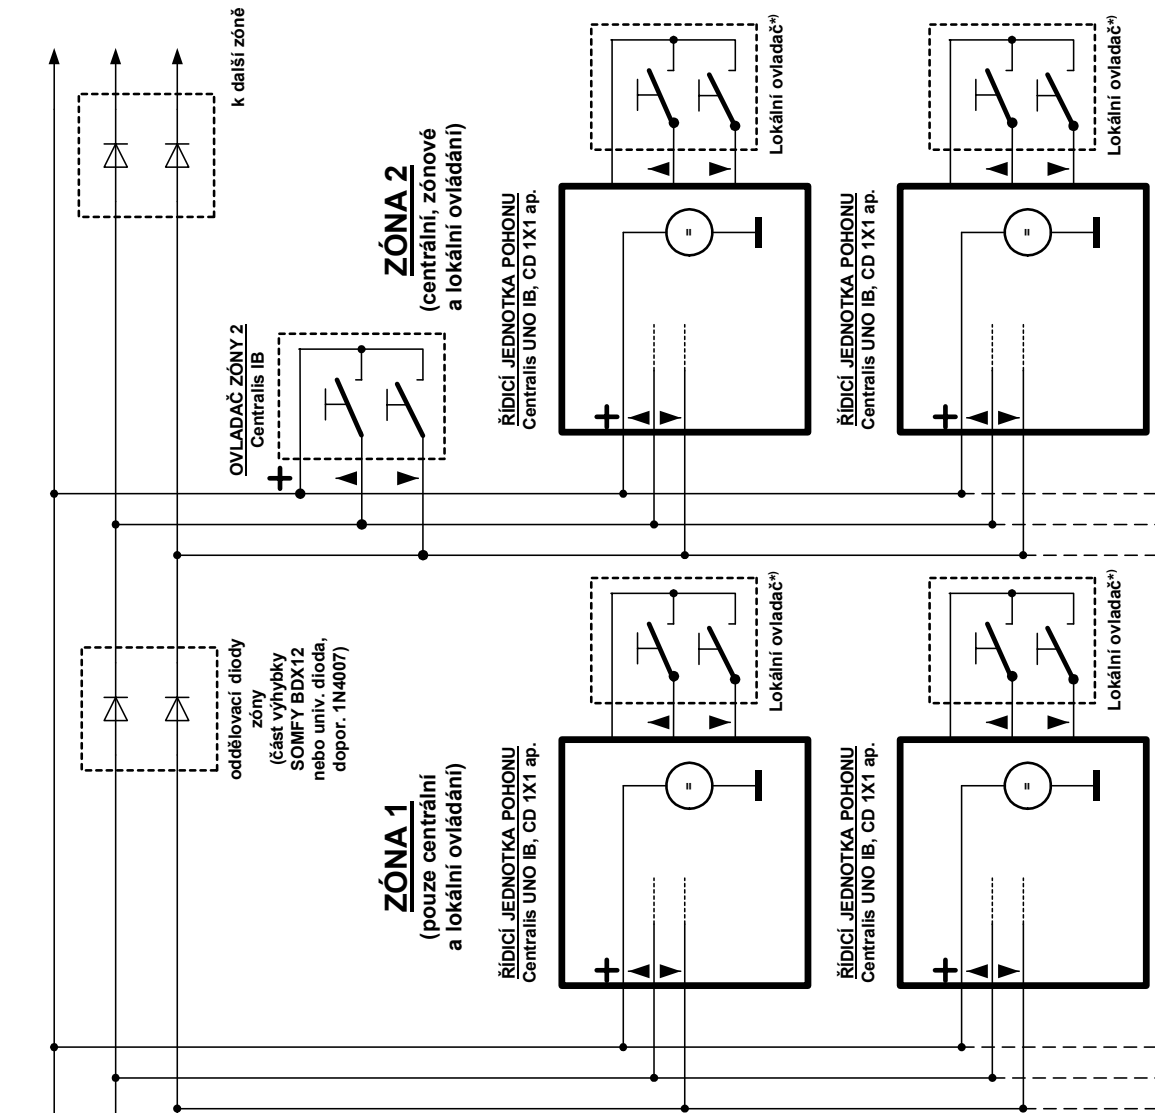 k další zóně
ZÓNA 2
(centrální, zónové
a lokální ovládání)
OVLADAČ ZÓNY 2
Centralis IB
+
ŘÍDICÍ JEDNOTKA POHONU
Centralis UNO IB, CD 1X1 ap.
+
=
Lokální ovladač*)
ŘÍDICÍ JEDNOTKA POHONU
Centralis UNO IB, CD 1X1 ap.
+
=
Lokální ovladač*)
oddělovací diody
zóny
(část výhybky
SOMFY BDX12
nebo univ. dioda,
dopor. 1N4007)
ZÓNA 1
(pouze centrální
a lokální ovládání)
ŘÍDICÍ JEDNOTKA POHONU
Centralis UNO IB, CD 1X1 ap.
+
=
Lokální ovladač*)
ŘÍDICÍ JEDNOTKA POHONU
Centralis UNO IB, CD 1X1 ap.
+
=
Lokální ovladač*)